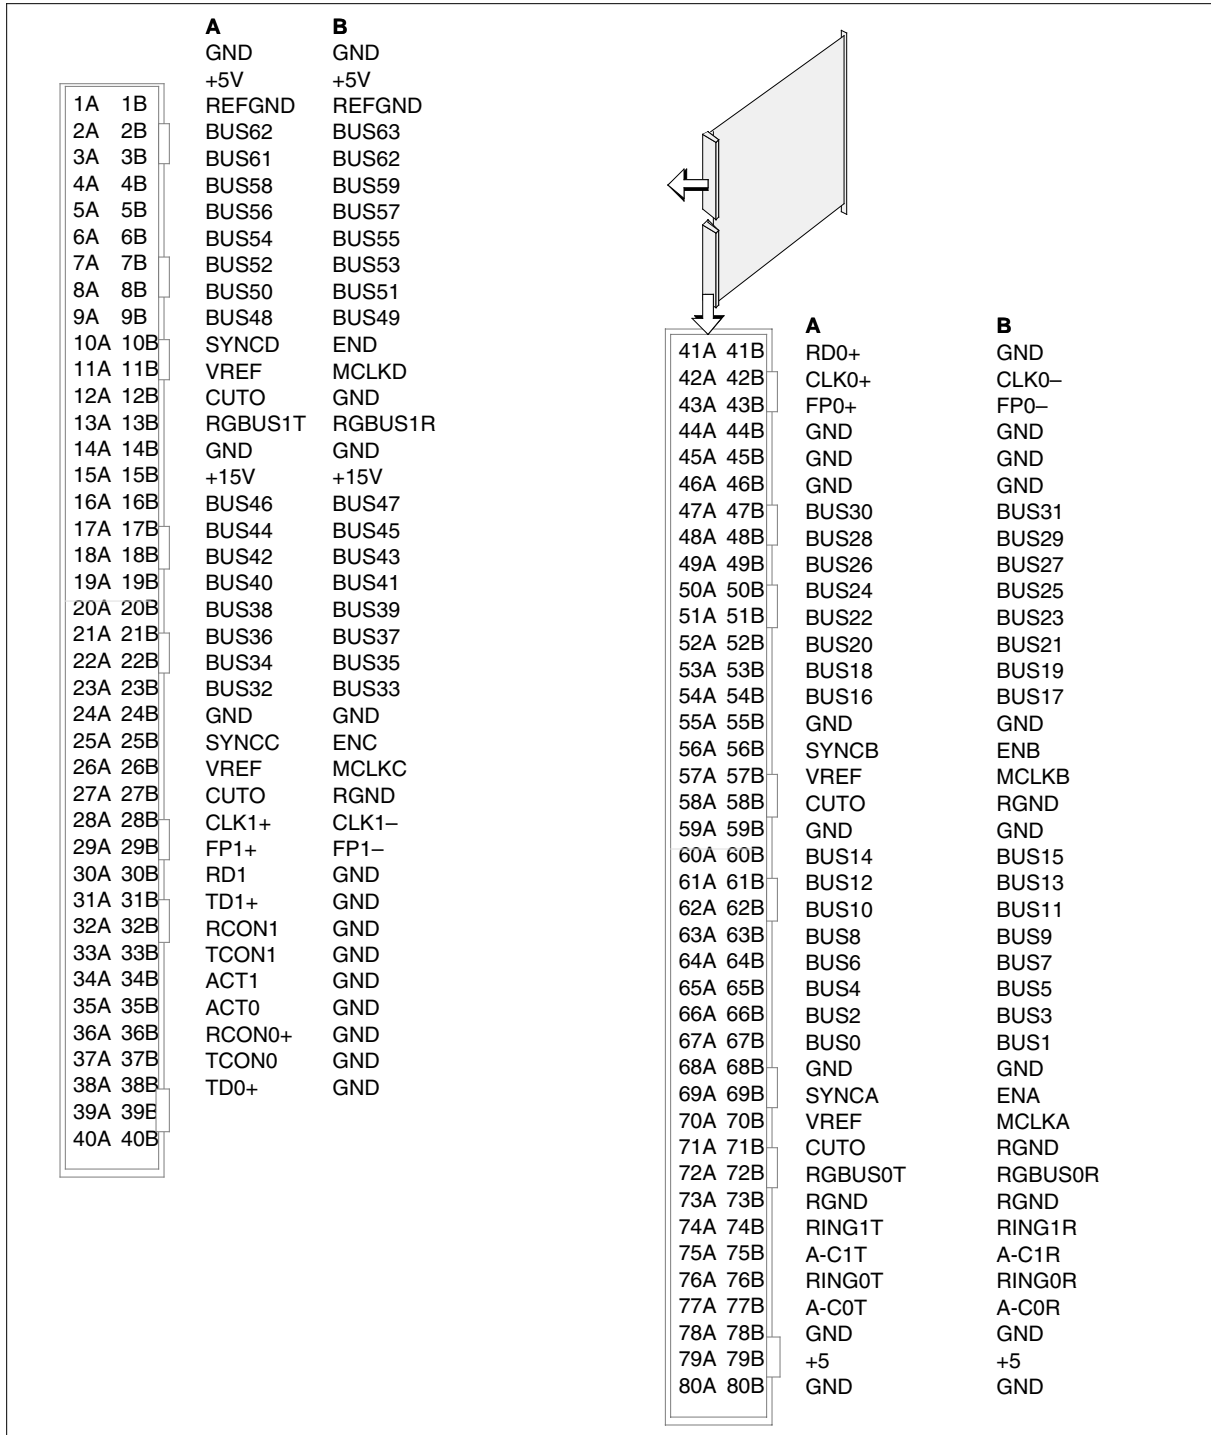 A B
GND GND
+5V +5V
1A 1B REFGND REFGND
2A 2B BUS62 BUS63
3A 3B BUS61 BUS62
4A 4B BUS58 BUS59
5A 5B BUS56 BUS57
6A 6B BUS54 BUS55
7A 7B BUS52 BUS53
8A 8B BUS50 BUS51
9A 9B BUS48 BUS49
10A 10B SYNCD END
11A 11B VREF MCLKD
12A 12B CUTO GND
13A 13B RGBUS1T RGBUS1R
14A 14B GND GND
15A 15B +15V +15V
16A 16B BUS46 BUS47
17A 17B BUS44 BUS45
18A 18B BUS42 BUS43
19A 19B BUS40 BUS41
20A 20B BUS38 BUS39
21A 21B BUS36 BUS37
22A 22B BUS34 BUS35
23A 23B BUS32 BUS33
24A 24B GND GND
25A 25B SYNCC ENC
26A 26B VREF MCLKC
27A 27B CUTO RGND
28A 28B CLK1+ CLK1–
29A 29B FP1+ FP1–
30A 30B RD1 GND
31A 31B TD1+ GND
32A 32B RCON1 GND
33A 33B TCON1 GND
34A 34B ACT1 GND
35A 35B ACT0 GND
36A 36B RCON0+ GND
37A 37B TCON0 GND
38A 38B TD0+ GND
39A 39B
40A 40B
A B
41A 41B RD0+ GND
42A 42B CLK0+ CLK0–
43A 43B FP0+ FP0–
44A 44B GND GND
45A 45B GND GND
46A 46B GND GND
47A 47B BUS30 BUS31
48A 48B BUS28 BUS29
49A 49B BUS26 BUS27
50A 50B BUS24 BUS25
51A 51B BUS22 BUS23
52A 52B BUS20 BUS21
53A 53B BUS18 BUS19
54A 54B BUS16 BUS17
55A 55B GND GND
56A 56B SYNCB ENB
57A 57B VREF MCLKB
58A 58B CUTO RGND
59A 59B GND GND
60A 60B BUS14 BUS15
61A 61B BUS12 BUS13
62A 62B BUS10 BUS11
63A 63B BUS8 BUS9
64A 64B BUS6 BUS7
65A 65B BUS4 BUS5
66A 66B BUS2 BUS3
67A 67B BUS0 BUS1
68A 68B GND GND
69A 69B SYNCA ENA
70A 70B VREF MCLKA
71A 71B CUTO RGND
72A 72B RGBUS0T RGBUS0R
73A 73B RGND RGND
74A 74B RING1T RING1R
75A 75B A-C1T A-C1R
76A 76B RING0T RING0R
77A 77B A-C0T A-C0R
78A 78B GND GND
79A 79B +5 +5
80A 80B GND GND